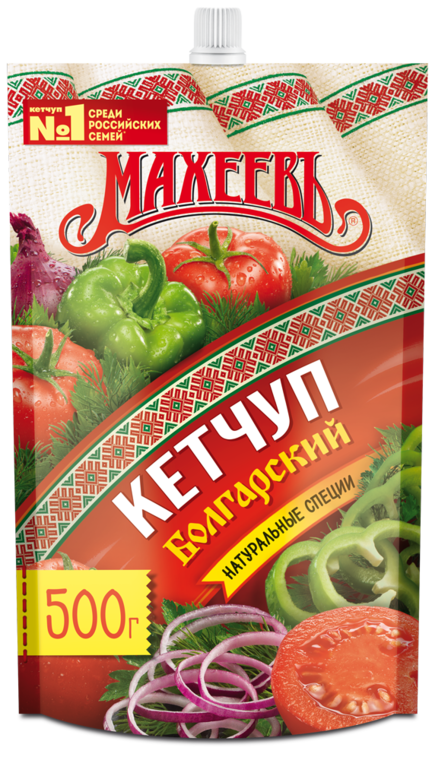 кетчуп
№1
СРЕДИ
РОССИЙСКИХ
СЕМЕЙ*
МАХЕЕВЪ®
КЕТЧУП
Болгарский
НАТУРАЛЬНЫЕ СПЕЦИИ
500г